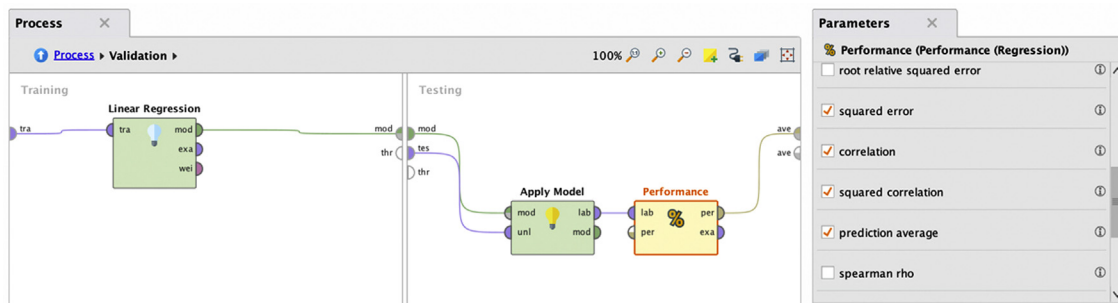 Process
Parameters
Process ▸ Validation ▸
100%
% Performance (Performance (Regression))
Training
Testing
root relative squared error
squared error
correlation
squared correlation
prediction average
spearman rho
Linear Regression
tra
tra
mod
exa
wei
mod
thr
mod
tes
thr
Apply Model
mod
unl
lab
mod
Performance
%
lab
per
per
exa
ave
ave